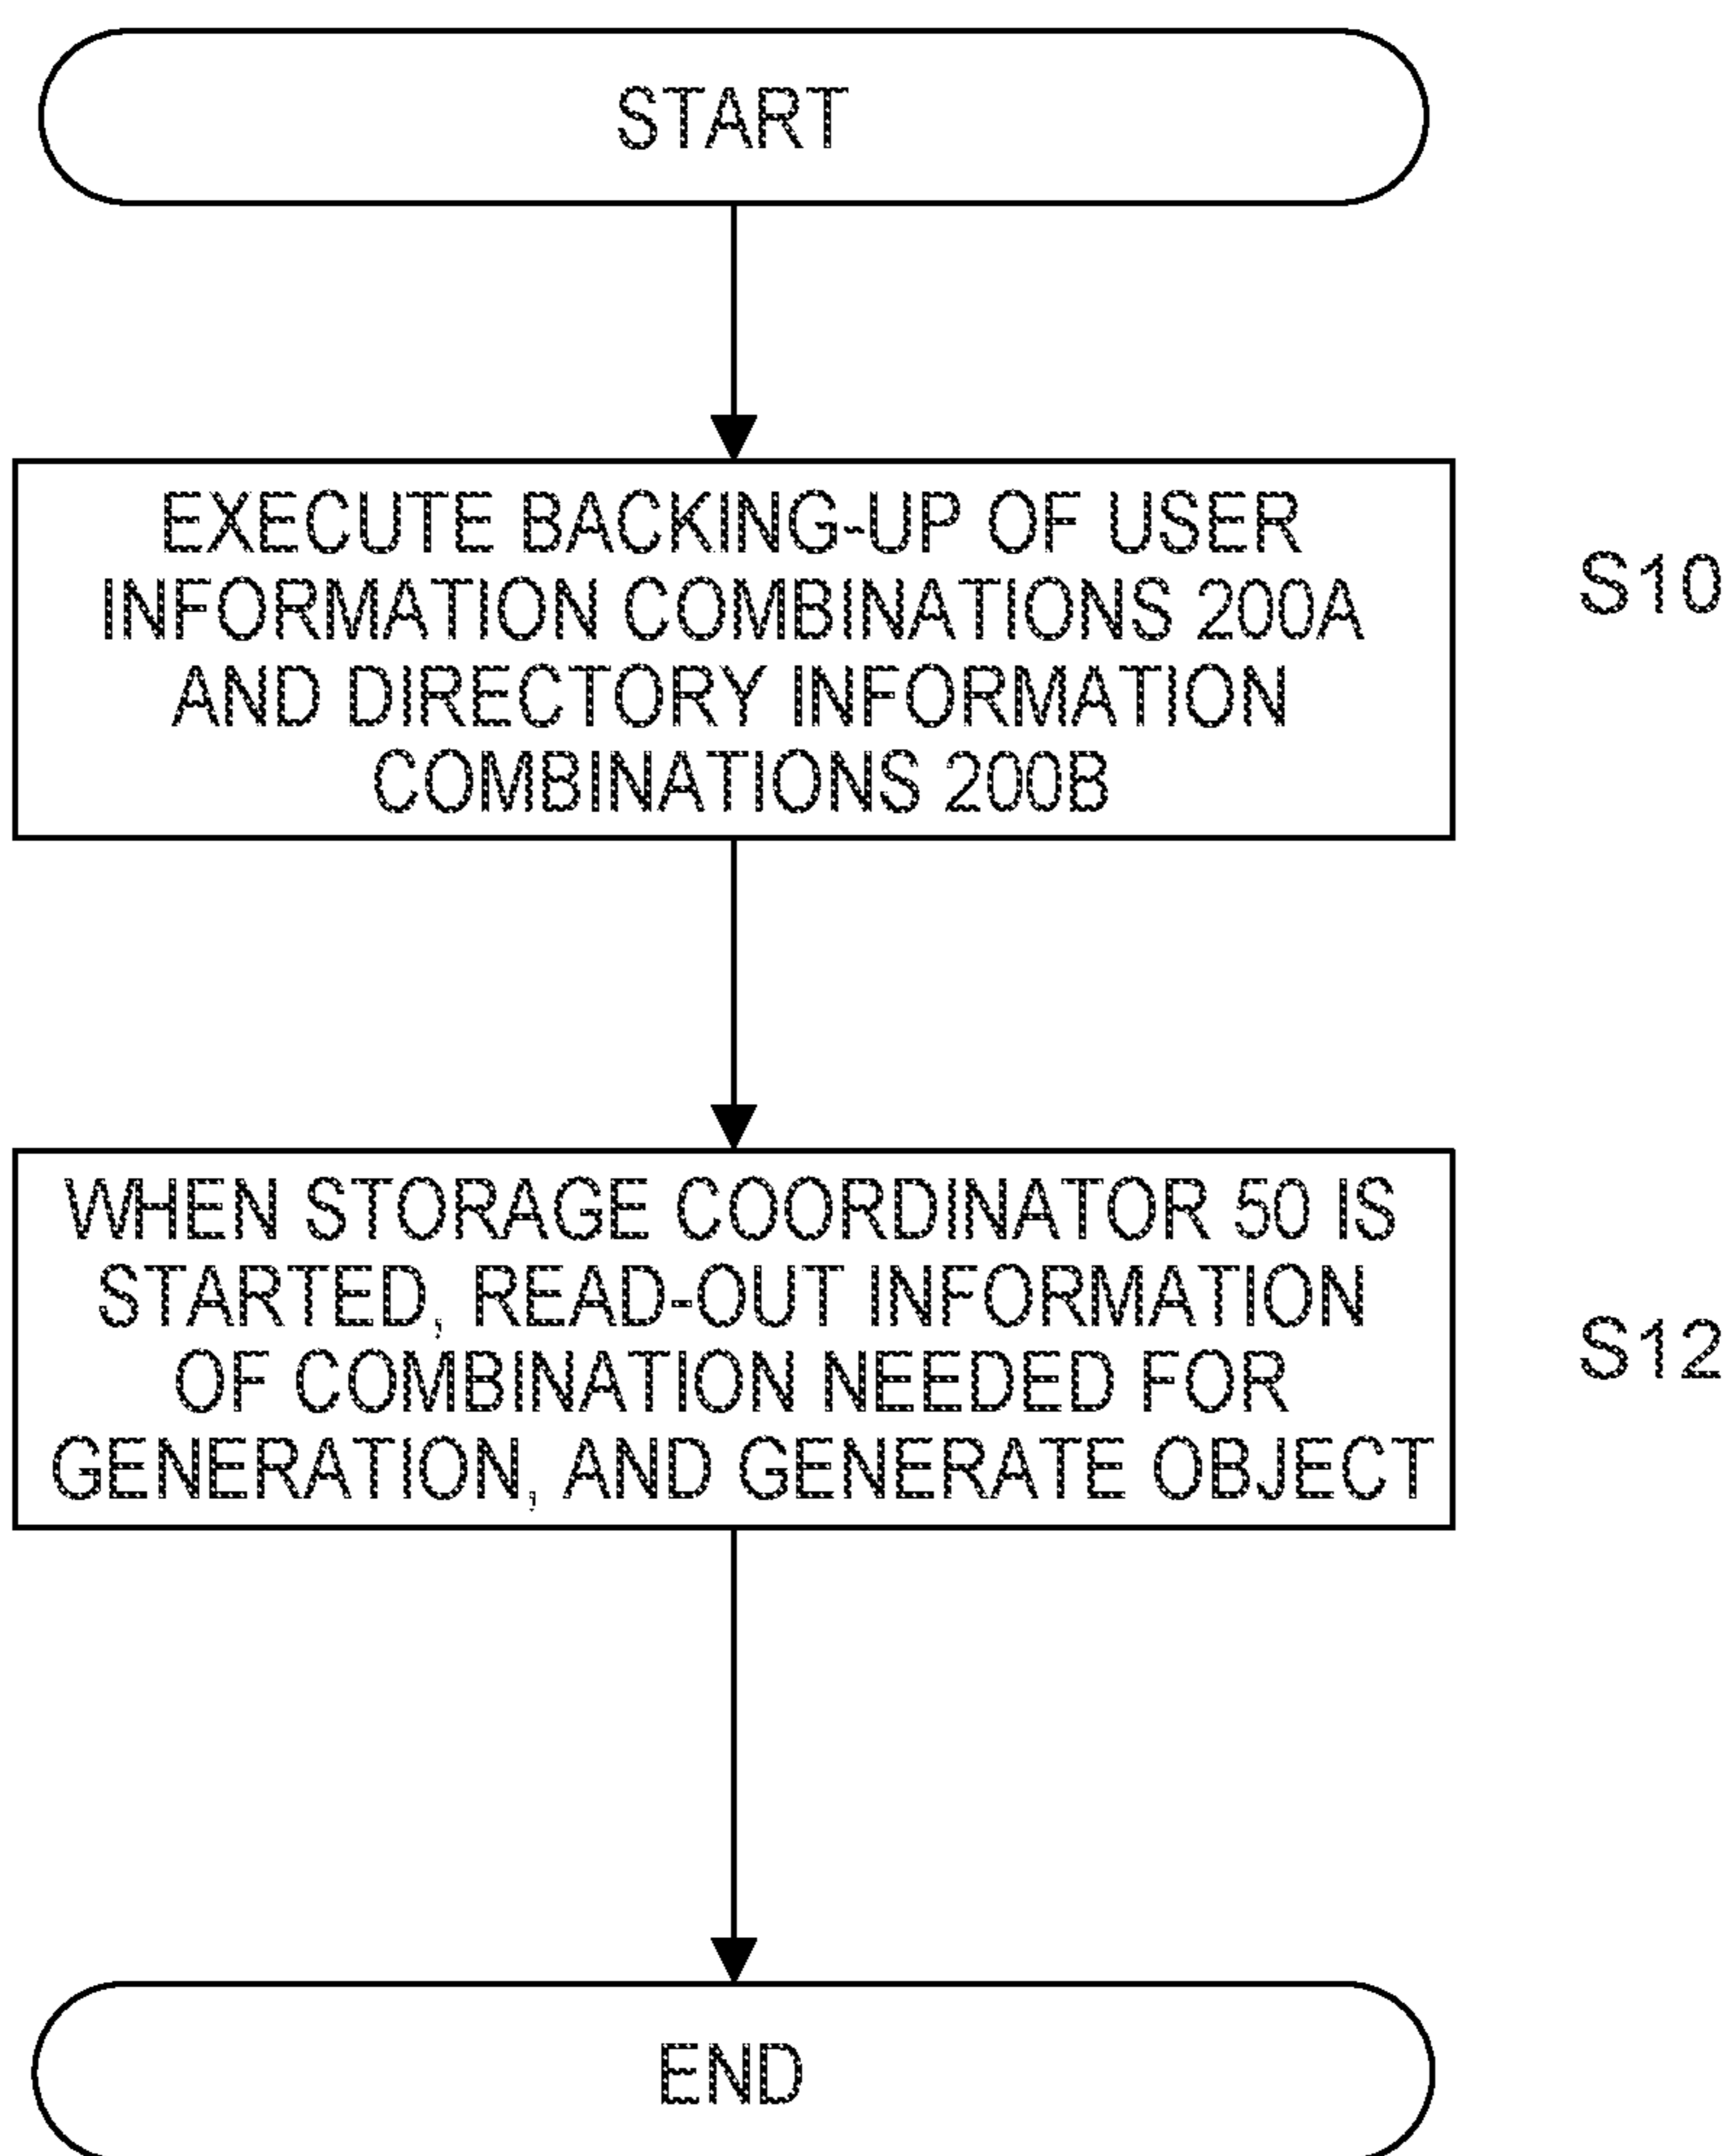 START
EXECUTE BACKING-UP OF USER
INFORMATION COMBINATIONS 200A
AND DIRECTORY INFORMATION
COMBINATIONS 200B
S10
WHEN STORAGE COORDINATOR 50 IS
STARTED, READ-OUT INFORMATION
OF COMBINATION NEEDED FOR
GENERATION, AND GENERATE OBJECT
S12
END